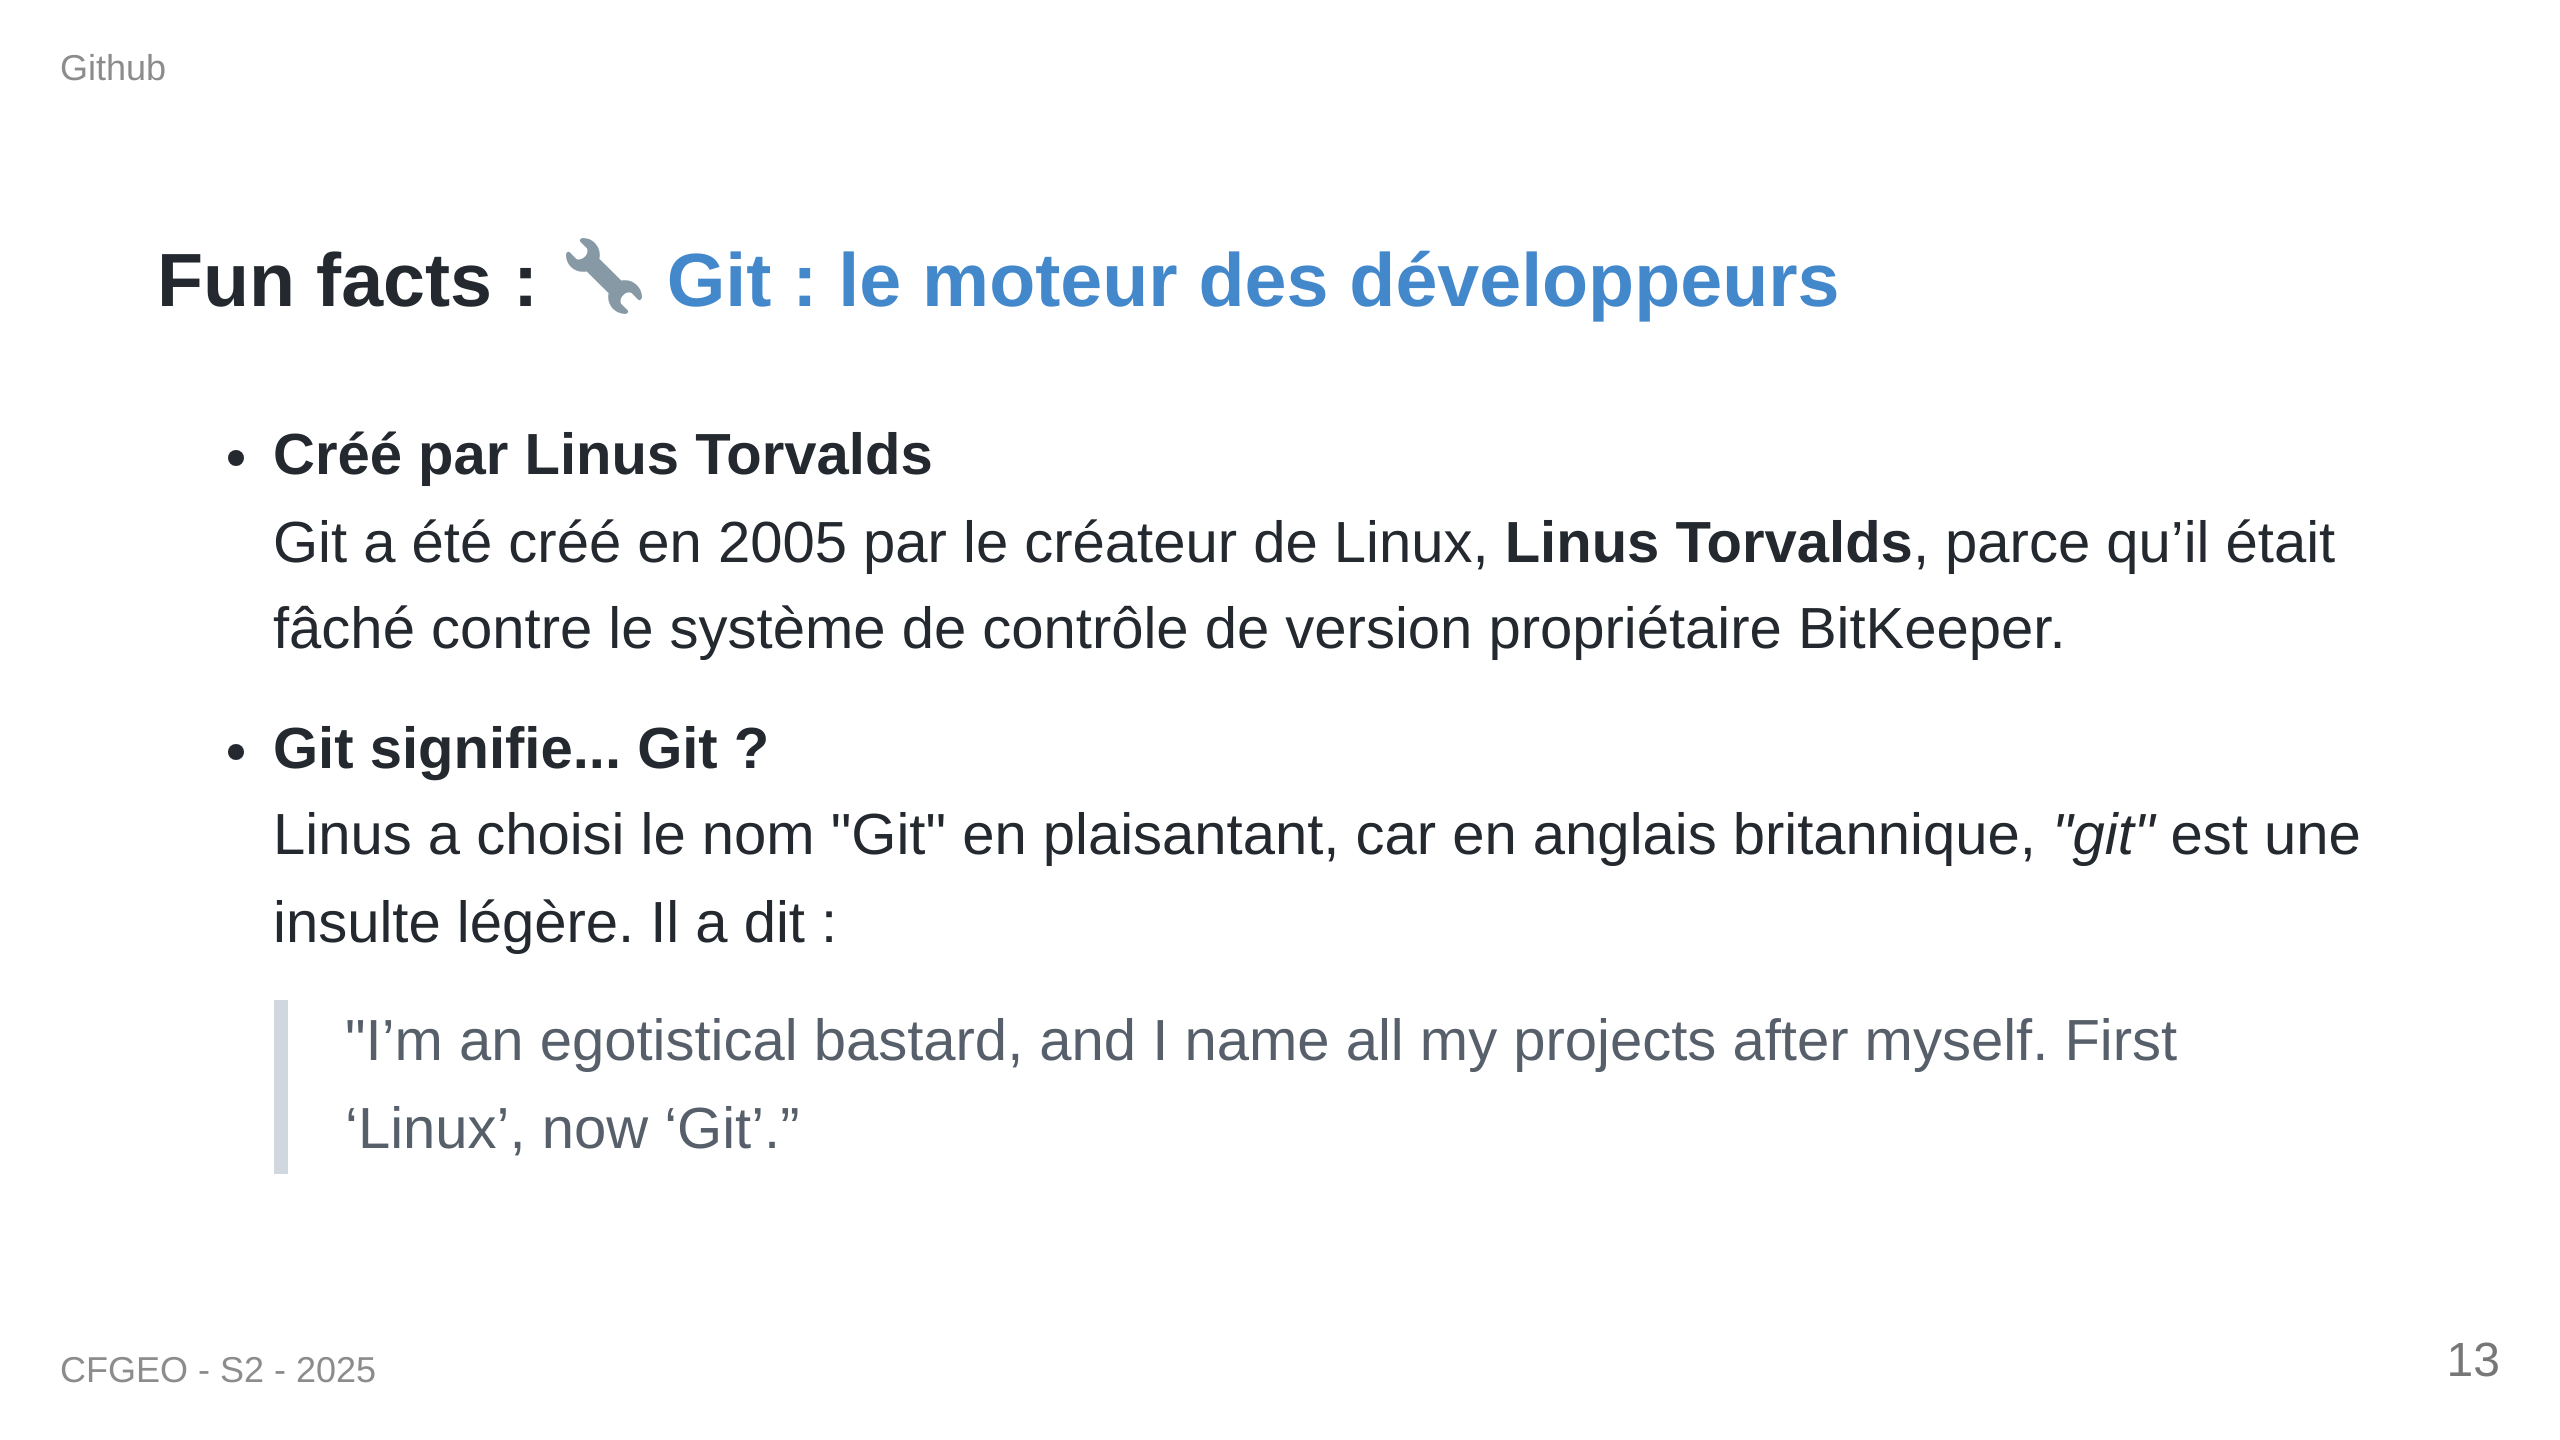 Github
Fun facts : 🔧 Git : le moteur des développeurs
• Créé par Linus Torvalds
Git a été créé en 2005 par le créateur de Linux, Linus Torvalds, parce qu’il était
fâché contre le système de contrôle de version propriétaire BitKeeper.
• Git signifie... Git ?
Linus a choisi le nom "Git" en plaisantant, car en anglais britannique, "git" est une
insulte légère. Il a dit :
"I’m an egotistical bastard, and I name all my projects after myself. First
‘Linux’, now ‘Git’.”
CFGEO - S2 - 2025
13